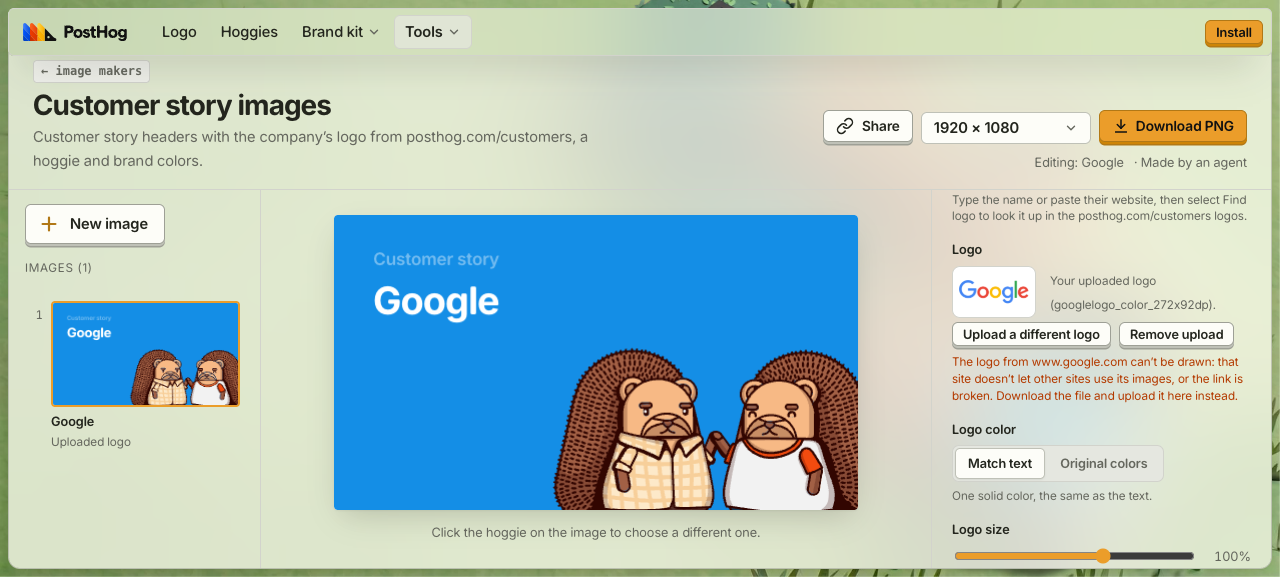 PostHog
Logo
Hoggies
Brand kit
Tools
Install
← image makers
Customer story images
Customer story headers with the company's logo from posthog.com/customers, a
hoggie and brand colors.
Share
1920 × 1080
Download PNG
Editing: Google · Made by an agent
New image
IMAGES (1)
1
Customer story
Google
Google
Uploaded logo
Customer story
Google
Click the hoggie on the image to choose a different one.
Type the name or paste their website, then select Find
logo to look it up in the posthog.com/customers logos.
Logo
Google
Your uploaded logo
(googlelogo_color_272x92dp).
Upload a different logo
Remove upload
The logo from www.google.com can't be drawn: that
site doesn't let other sites use its images, or the link is
broken. Download the file and upload it here instead.
Logo color
Match text
Original colors
One solid color, the same as the text.
Logo size
100%